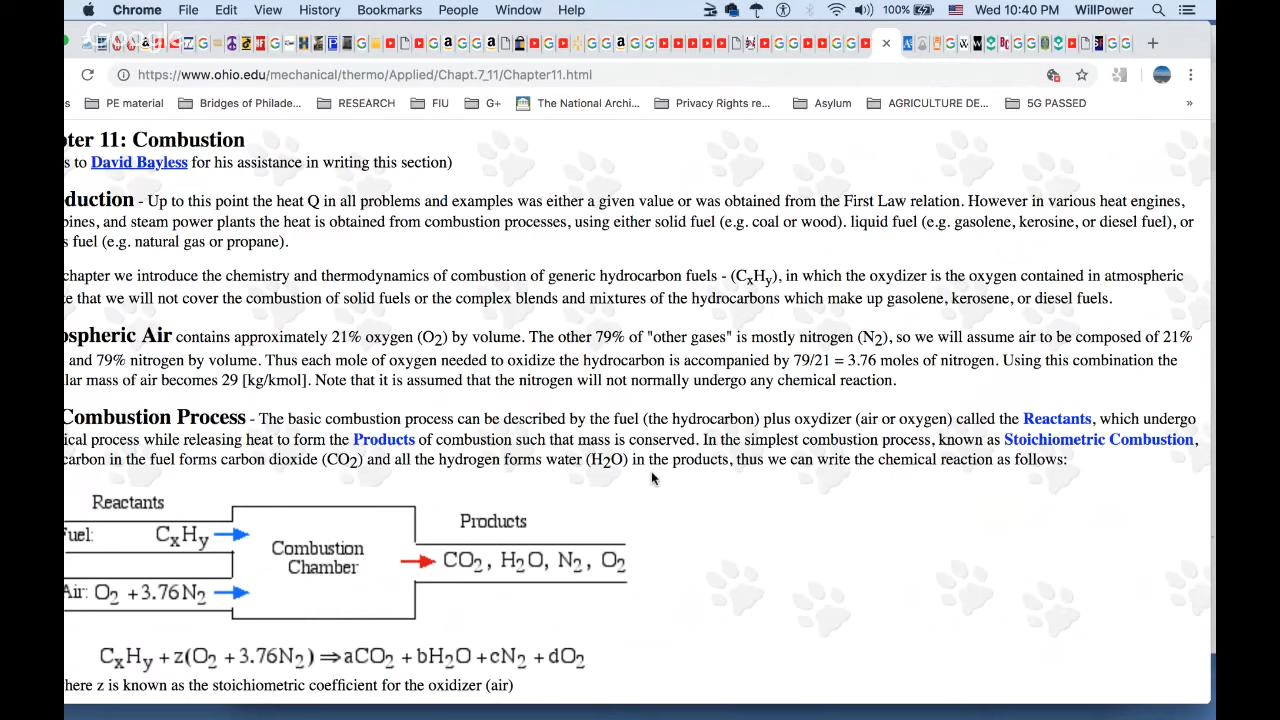 Chrome File Edit View History Bookmarks People Window Help 100% Wed 10:40 PM WillPower
Google
https://www.ohio.edu/mechanical/thermo/Applied/Chapt.7_11/Chapter11.html
s PE material Bridges of Philade... RESEARCH FIU G+ The National Archi... Privacy Rights re... Asylum AGRICULTURE DE... 5G PASSED »
ter 11: Combustion
s to David Bayless for his assistance in writing this section)
duction - Up to this point the heat Q in all problems and examples was either a given value or was obtained from the First Law relation. However in various heat engines,
ines, and steam power plants the heat is obtained from combustion processes, using either solid fuel (e.g. coal or wood). liquid fuel (e.g. gasolene, kerosine, or diesel fuel), or
s fuel (e.g. natural gas or propane).
chapter we introduce the chemistry and thermodynamics of combustion of generic hydrocarbon fuels - (CxHy), in which the oxydizer is the oxygen contained in atmospheric
e that we will not cover the combustion of solid fuels or the complex blends and mixtures of the hydrocarbons which make up gasolene, kerosene, or diesel fuels.
ospheric Air contains approximately 21% oxygen (O2) by volume. The other 79% of "other gases" is mostly nitrogen (N2), so we will assume air to be composed of 21%
and 79% nitrogen by volume. Thus each mole of oxygen needed to oxidize the hydrocarbon is accompanied by 79/21 = 3.76 moles of nitrogen. Using this combination the
lar mass of air becomes 29 [kg/kmol]. Note that it is assumed that the nitrogen will not normally undergo any chemical reaction.
Combustion Process - The basic combustion process can be described by the fuel (the hydrocarbon) plus oxydizer (air or oxygen) called the Reactants, which undergo
ical process while releasing heat to form the Products of combustion such that mass is conserved. In the simplest combustion process, known as Stoichiometric Combustion,
carbon in the fuel forms carbon dioxide (CO2) and all the hydrogen forms water (H2O) in the products, thus we can write the chemical reaction as follows:
Reactants
Products
Fuel: CxHy
Combustion
Chamber
CO2, H2O, N2, O2
Air: O2 + 3.76N2
CxHy + z(O2 + 3.76N2) ⇒ aCO2 + bH2O + cN2 + dO2
here z is known as the stoichiometric coefficient for the oxidizer (air)